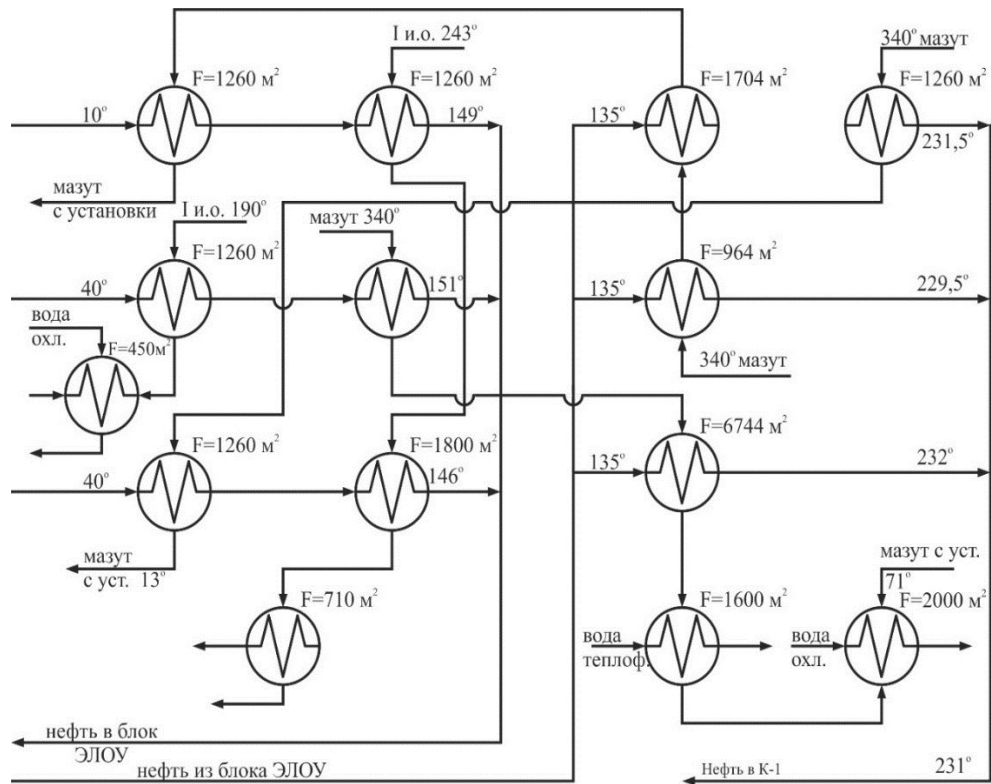 I и.о. 243°
340° мазут
F=1260 м²
F=1260 м²
F=1704 м²
F=1260 м²
10°
149°
135°
231,5°
мазут
с установки
I и.о. 190°
мазут 340°
F=1260 м²
F=964 м²
40°
151°
135°
229,5°
вода
охл.
F=450м²
340° мазут
F=1260 м²
F=1800 м²
F=6744 м²
40°
146°
135°
232°
мазут
с уст. 13°
мазут с уст.
71°
F=710 м²
F=1600 м²
F=2000 м²
вода
теплоф.
вода
охл.
нефть в блок
ЭЛОУ
нефть из блока ЭЛОУ
Нефть в К-1
231°